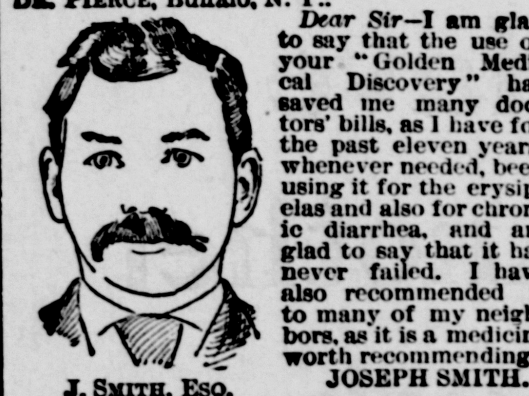 DR. PIERCE, Buffalo, N. Y.:
Dear Sir—I am gla
to say that the use o
your "Golden Med
cal Discovery" ha
saved me many doc
tors' bills, as I have fo
the past eleven year
whenever needed, bee
using it for the erysip
elas and also for chron
ic diarrhea, and a
glad to say that it ha
never failed. I hav
also recommended
to many of my neigh
bors, as it is a medicin
worth recommending
JOSEPH SMITH.
J. SMITH, ESQ.